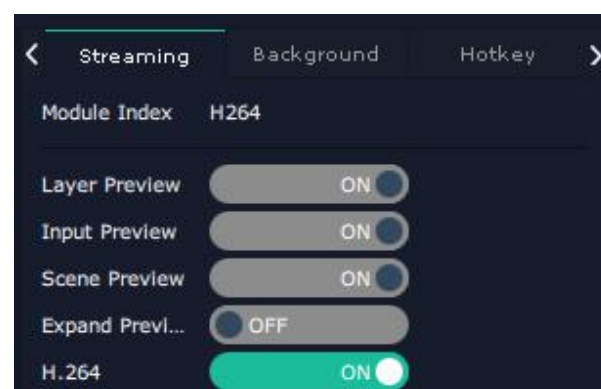 Streaming Background Hotkey
Module Index H264
Layer Preview ON
Input Preview ON
Scene Preview ON
Expand Previ... OFF
H.264 ON